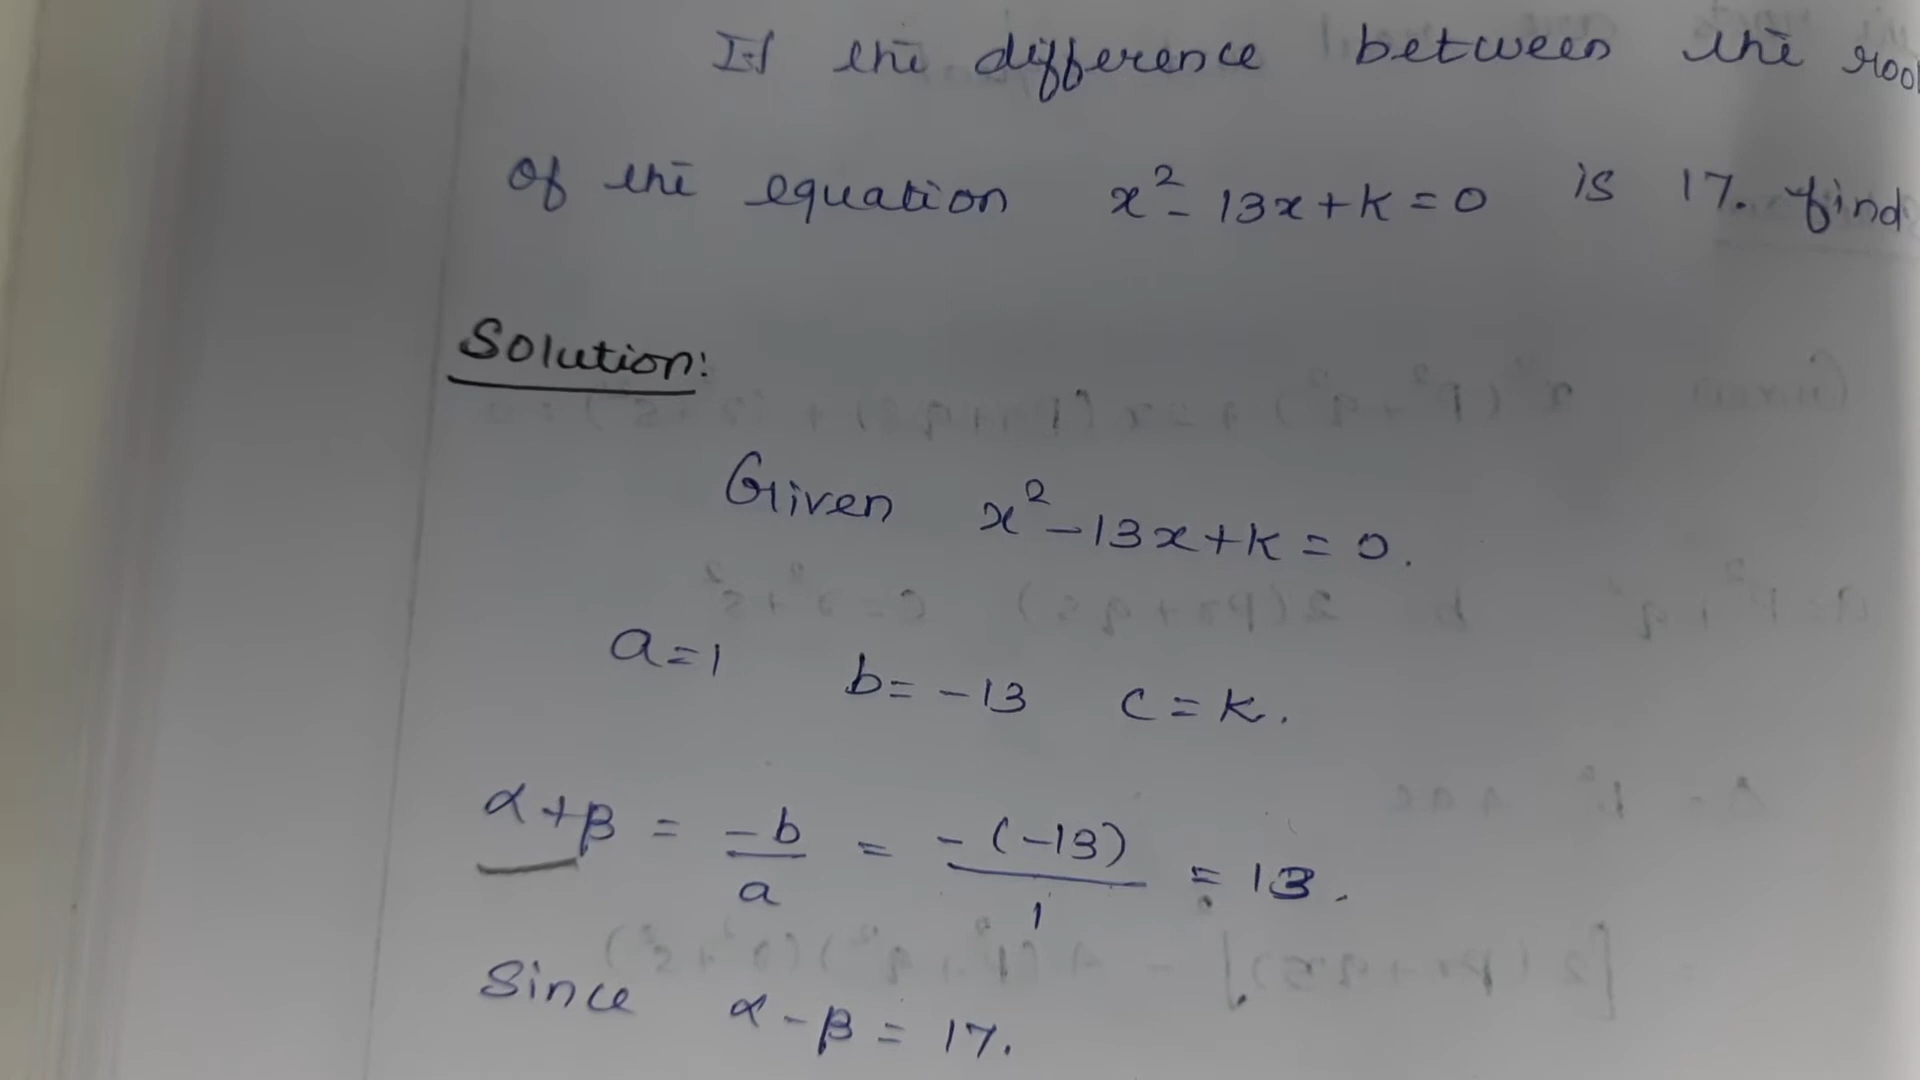 If the difference between the
of the equation x² - 13x + k = 0 is 17. find
Solution:
Given x² - 13x + k = 0.
a = 1 b = -13 c = k.
α + β = -b/a = -(-13)/1 = 13.
Since α - β = 17.